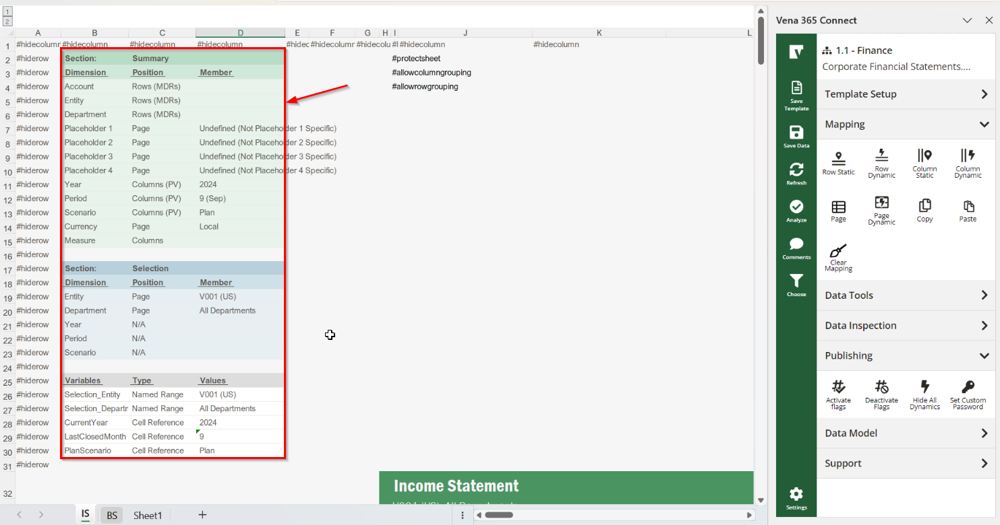 1
2
A B C D E F G H I J K L
1 #hidecolumn #hidecolumn #hidecolumn #hidecolumn #hidec #hidecolumn #hidecolu #hidecolumn #hidecolumn
2 #hiderow Section: Summary #protectsheet
3 #hiderow Dimension Position Member #allowcolumngrouping
4 #hiderow Account Rows (MDRs) #allowrowgrouping
5 #hiderow Entity Rows (MDRs)
6 #hiderow Department Rows (MDRs)
7 #hiderow Placeholder 1 Page Undefined (Not Placeholder 1 Specific)
8 #hiderow Placeholder 2 Page Undefined (Not Placeholder 2 Specific)
9 #hiderow Placeholder 3 Page Undefined (Not Placeholder 3 Specific)
10 #hiderow Placeholder 4 Page Undefined (Not Placeholder 4 Specific)
11 #hiderow Year Columns (PV) 2024
12 #hiderow Period Columns (PV) 9 (Sep)
13 #hiderow Scenario Columns (PV) Plan
14 #hiderow Currency Page Local
15 #hiderow Measure Columns
16 #hiderow
17 #hiderow Section: Selection
18 #hiderow Dimension Position Member
19 #hiderow Entity Page V001 (US)
20 #hiderow Department Page All Departments
21 #hiderow Year N/A
22 #hiderow Period N/A
23 #hiderow Scenario N/A
24 #hiderow
25 #hiderow Variables Type Values
26 #hiderow Selection_Entity Named Range V001 (US)
27 #hiderow Selection_Departn Named Range All Departments
28 #hiderow CurrentYear Cell Reference 2024
29 #hiderow LastClosedMonth Cell Reference 9
30 #hiderow PlanScenario Cell Reference Plan
31 #hiderow
32 Income Statement
IS BS Sheet1 +
Vena 365 Connect
Save
Template
Save Data
Refresh
Analyze
Comments
Choose
Settings
1.1 - Finance
Corporate Financial Statements....
Template Setup
Mapping
Row Static
Row
Dynamic
Column
Static
Column
Dynamic
Page
Page
Dynamic
Copy
Paste
Clear
Mapping
Data Tools
Data Inspection
Publishing
Activate
flags
Deactivate
Flags
Hide All
Dynamics
Set Custom
Password
Data Model
Support